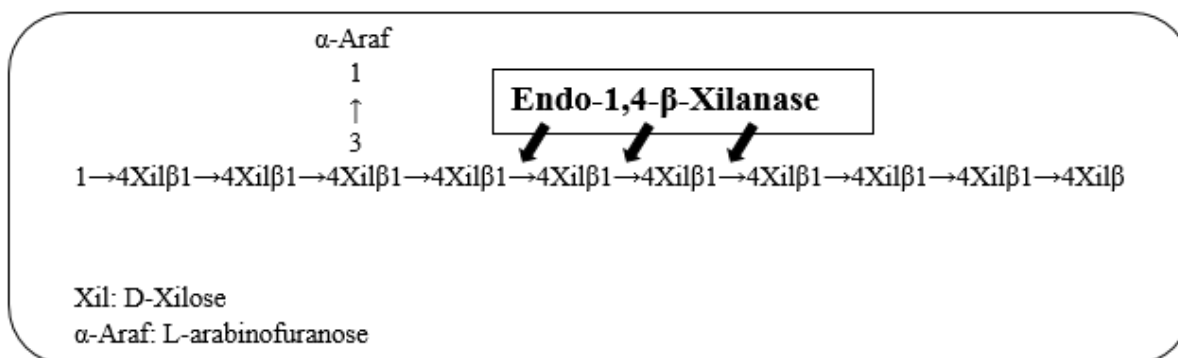 α-Araf
1
↑
3
Endo-1,4-β-Xilanase
1→4Xilβ1→4Xilβ1→4Xilβ1→4Xilβ1→4Xilβ1→4Xilβ1→4Xilβ1→4Xilβ1→4Xilβ1→4Xilβ
Xil: D-Xilose
α-Araf: L-arabinofuranose